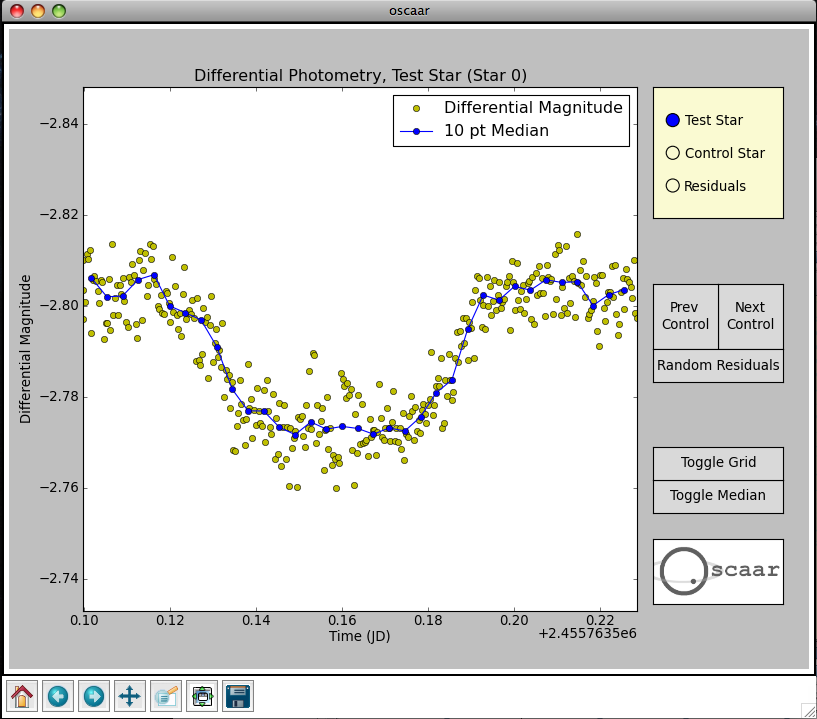 oscaar
Differential Photometry, Test Star (Star 0)
Differential Magnitude
10 pt Median
−2.84
−2.82
−2.80
−2.78
−2.76
−2.74
Differential Magnitude
0.10 0.12 0.14 0.16 0.18 0.20 0.22
Time (JD)
+2.4557635e6
Test Star
Control Star
Residuals
Prev
Control
Next
Control
Random Residuals
Toggle Grid
Toggle Median
Oscaar